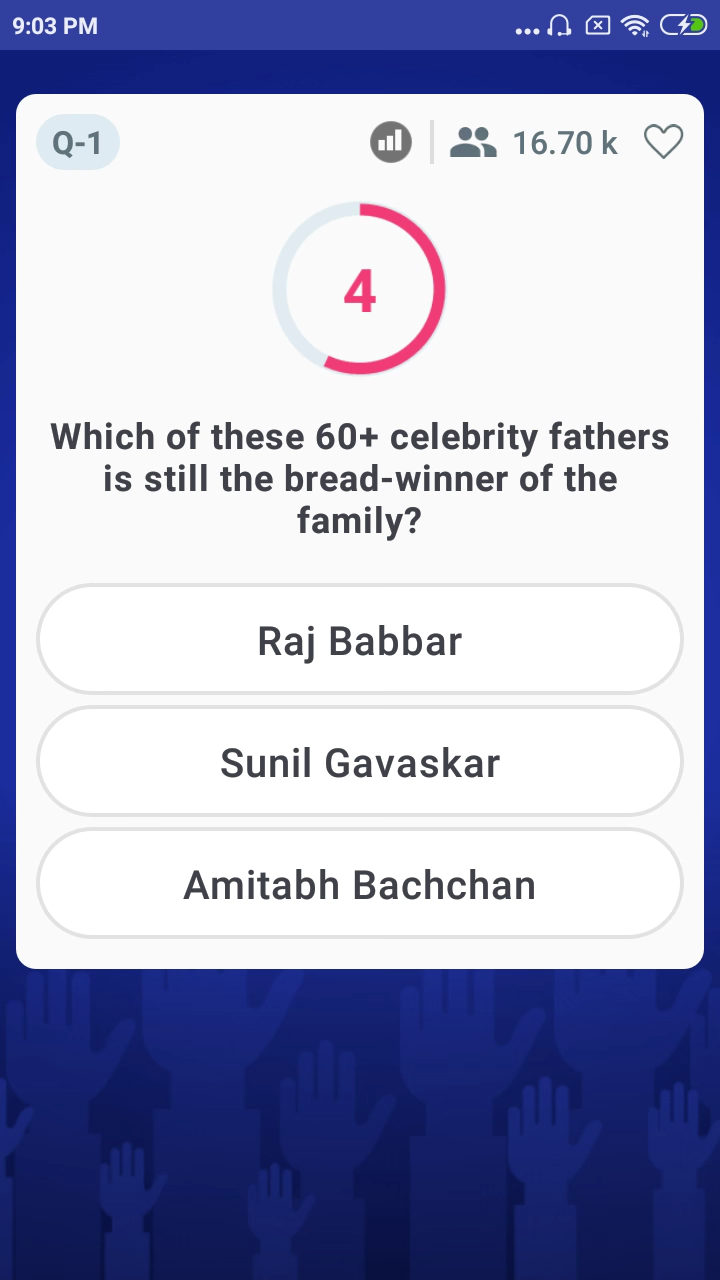 9:03 PM
Q-1
16.70 k
4
Which of these 60+ celebrity fathers
is still the bread-winner of the
family?
Raj Babbar
Sunil Gavaskar
Amitabh Bachchan